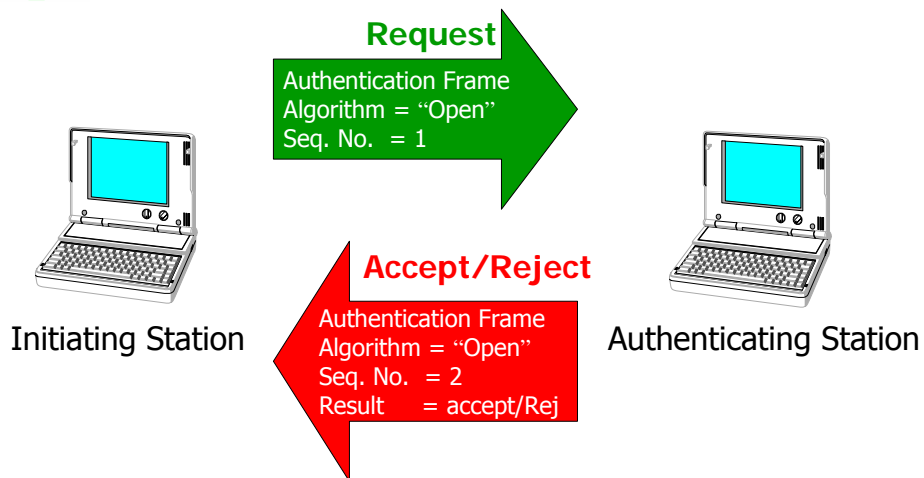 Request
Authentication Frame
Algorithm = “Open”
Seq. No. = 1
Accept/Reject
Authentication Frame
Algorithm = “Open”
Seq. No. = 2
Result = accept/Rej
Initiating Station
Authenticating Station